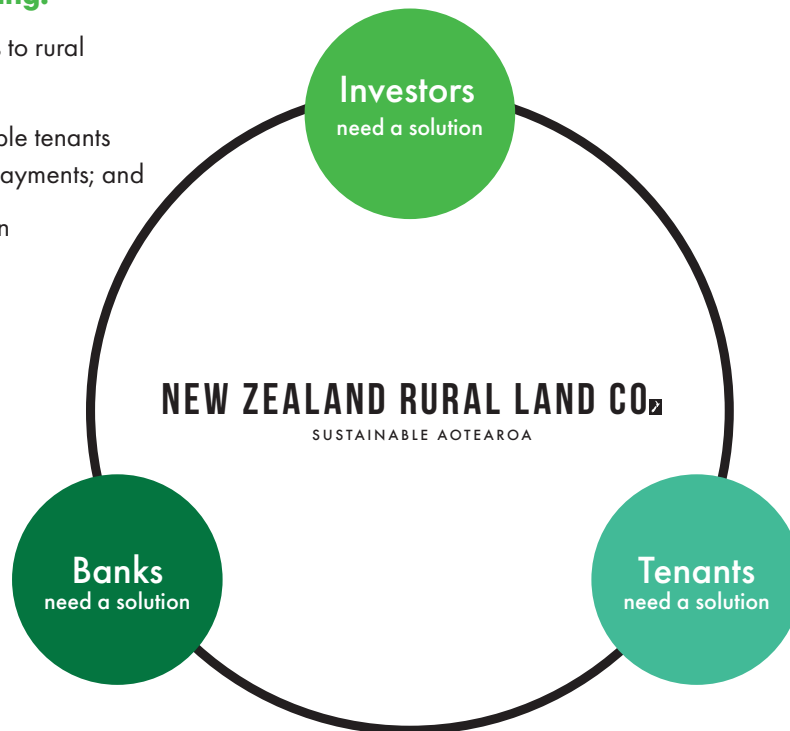 to rural
tenants
ayments; and
Investors
need a solution
NEW ZEALAND RURAL LAND CO
SUSTAINABLE AOTEAROA
Banks
need a solution
Tenants
need a solution